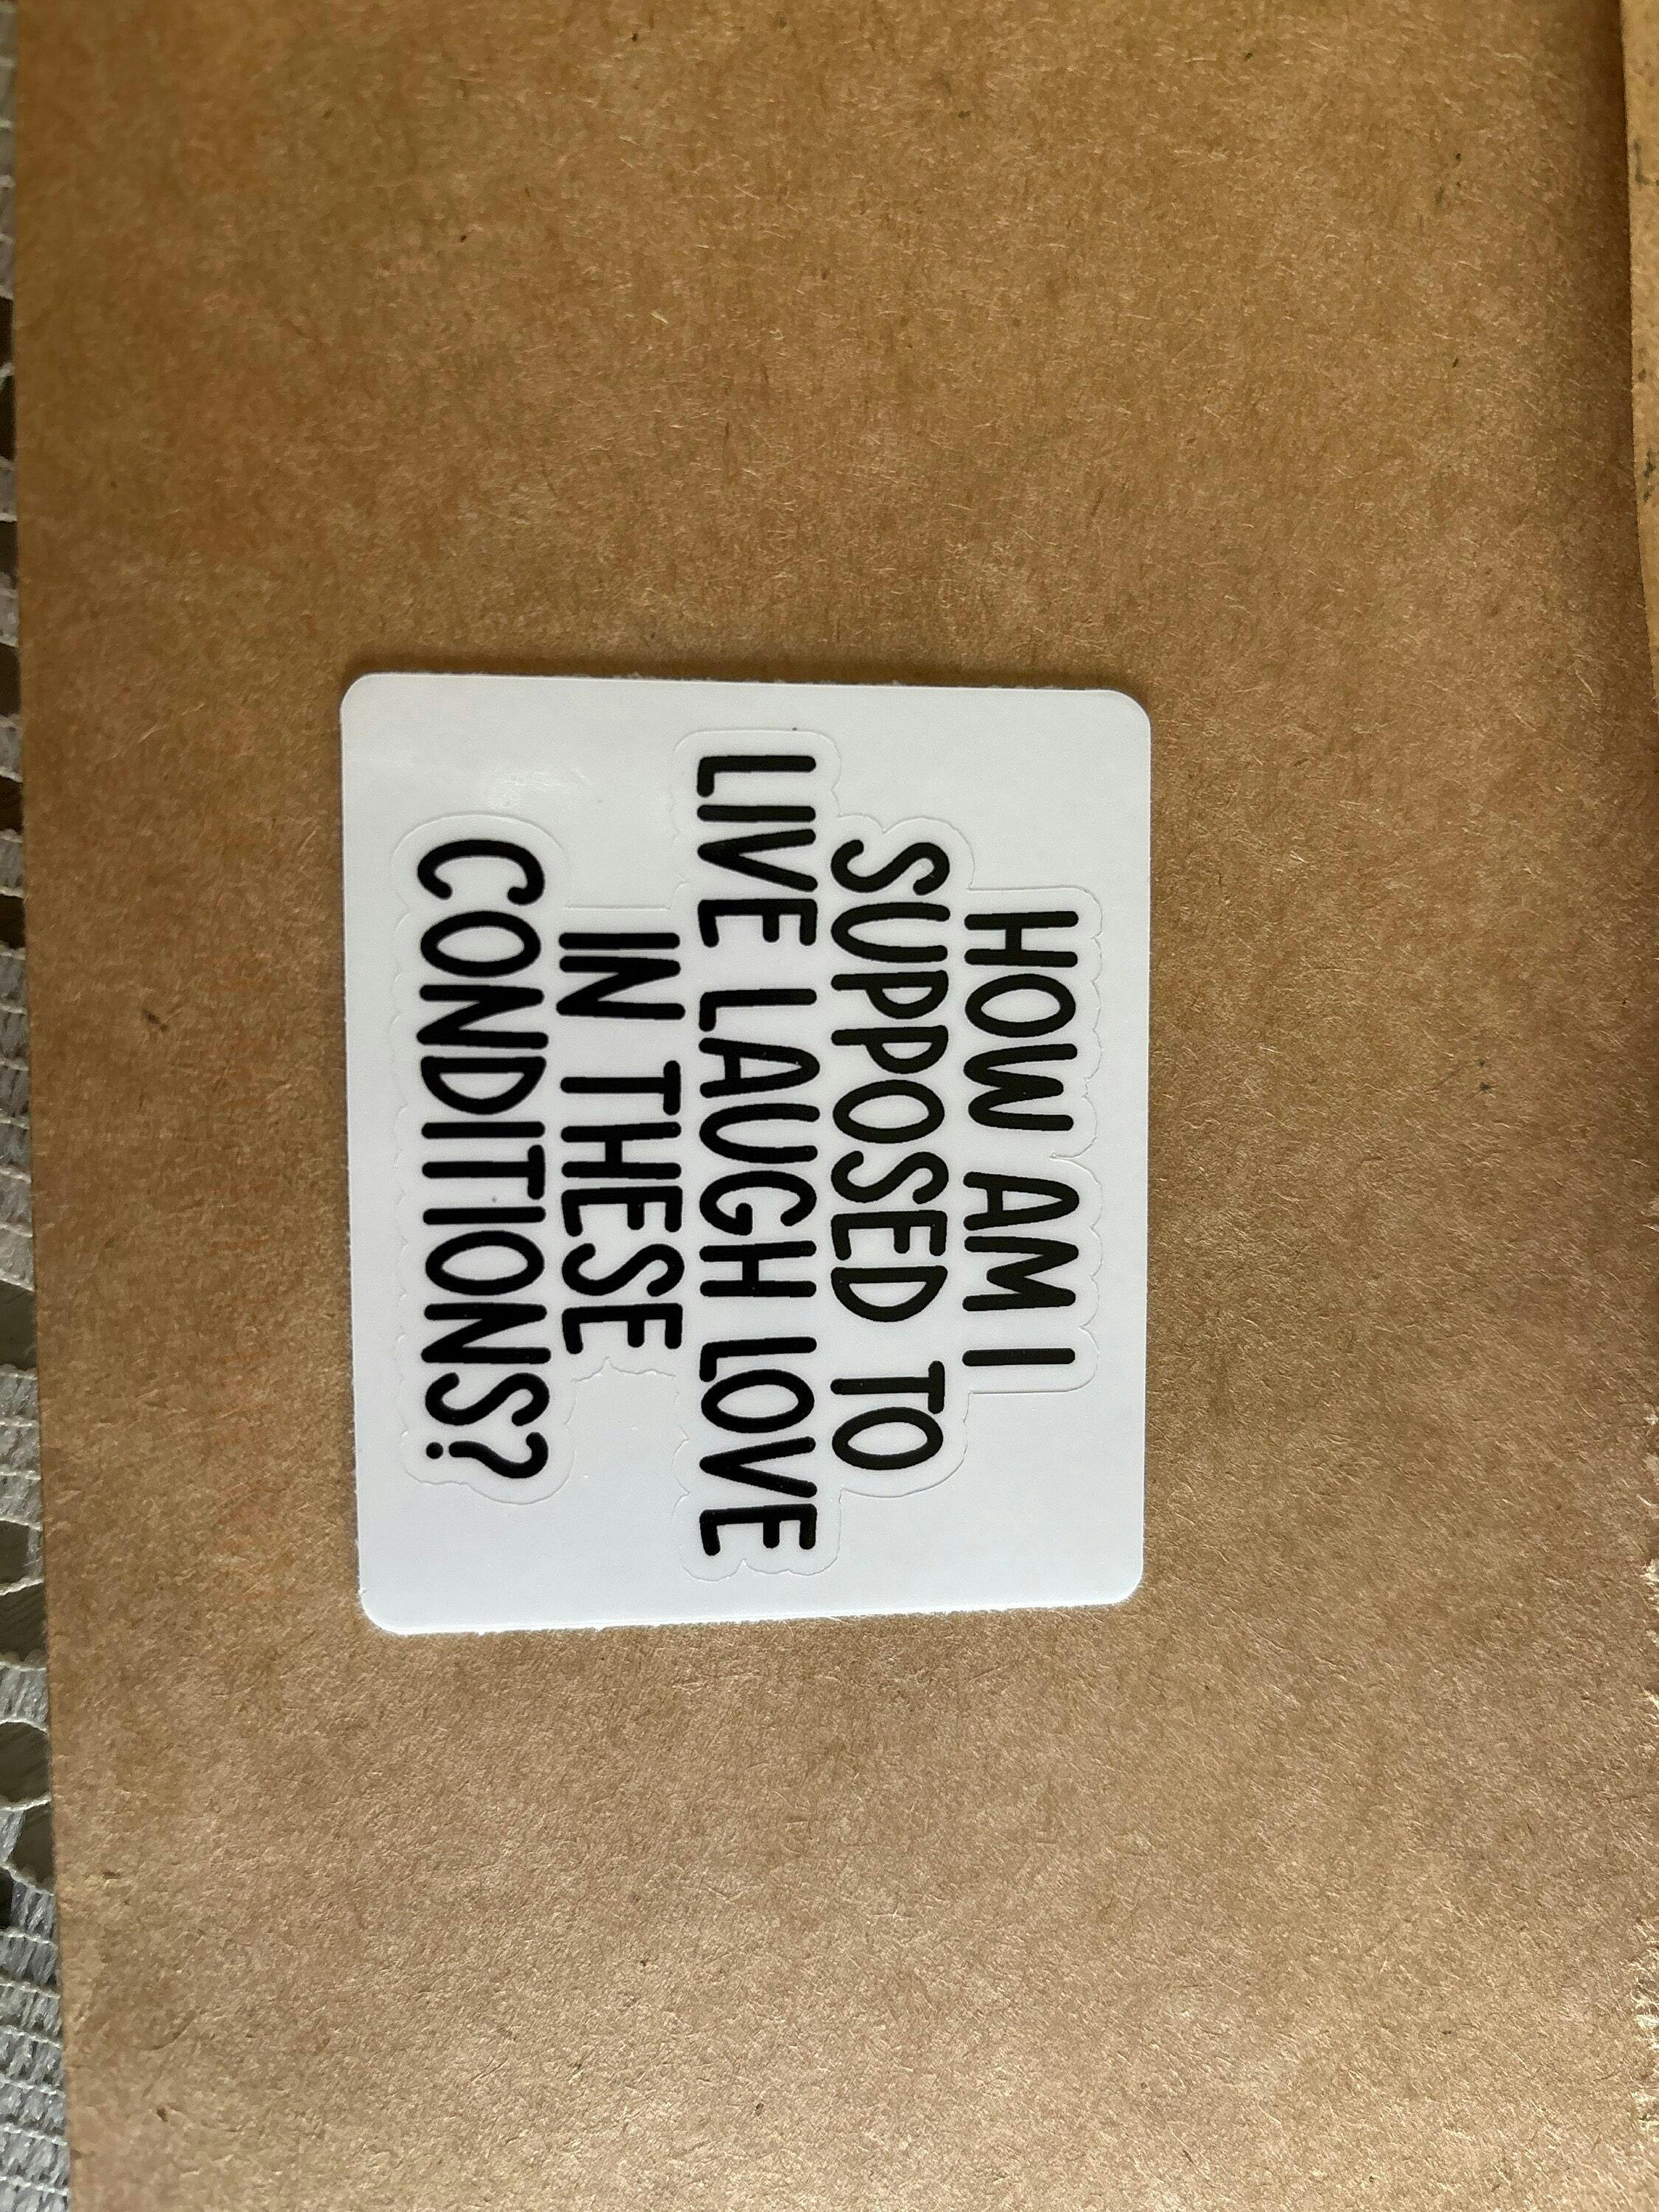 HOW AM I
SUPPOSED TO
LIVE LAUGH LOVE
IN THESE
CONDITIONS?